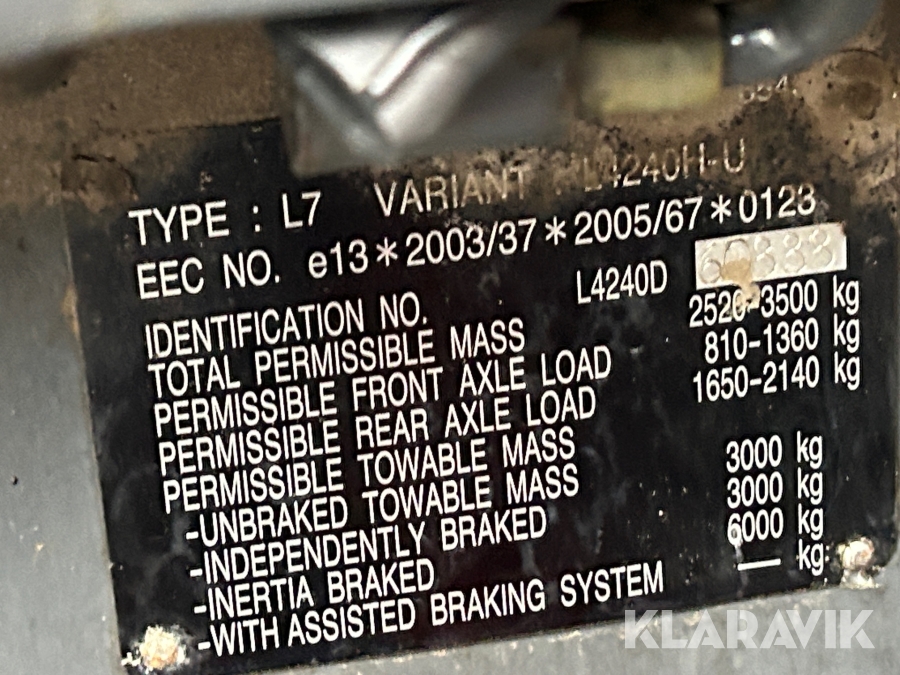 TYPE : L7 VARIANT : L4240H-U
EEC NO. e13*2003/37*2005/67*0123
IDENTIFICATION NO. L4240D
TOTAL PERMISSIBLE MASS 2520-3500 kg
PERMISSIBLE FRONT AXLE LOAD 810-1360 kg
PERMISSIBLE REAR AXLE LOAD 1650-2140 kg
PERMISSIBLE TOWABLE MASS
-UNBRAKED TOWABLE MASS 3000 kg
-INDEPENDENTLY BRAKED 3000 kg
-INERTIA BRAKED 6000 kg
-WITH ASSISTED BRAKING SYSTEM — kg
KLARAVIK